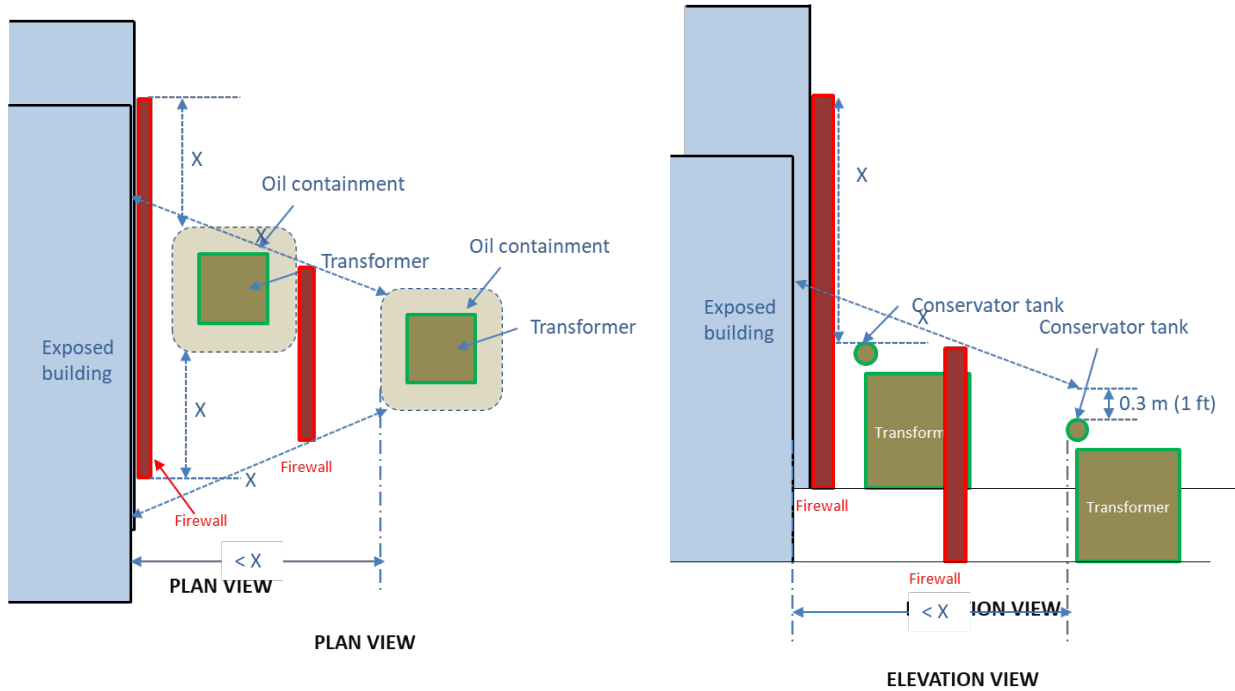 X
Oil containment
X
Transformer
Oil containment
Transformer
Exposed
building
X
Firewall
X
Firewall
< X
PLAN VIEW
PLAN VIEW
X
Exposed
building
Conservator tank
X
Conservator tank
0.3 m (1 ft)
Transform
Transformer
Firewall
Firewall
< X
ION VIEW
ELEVATION VIEW